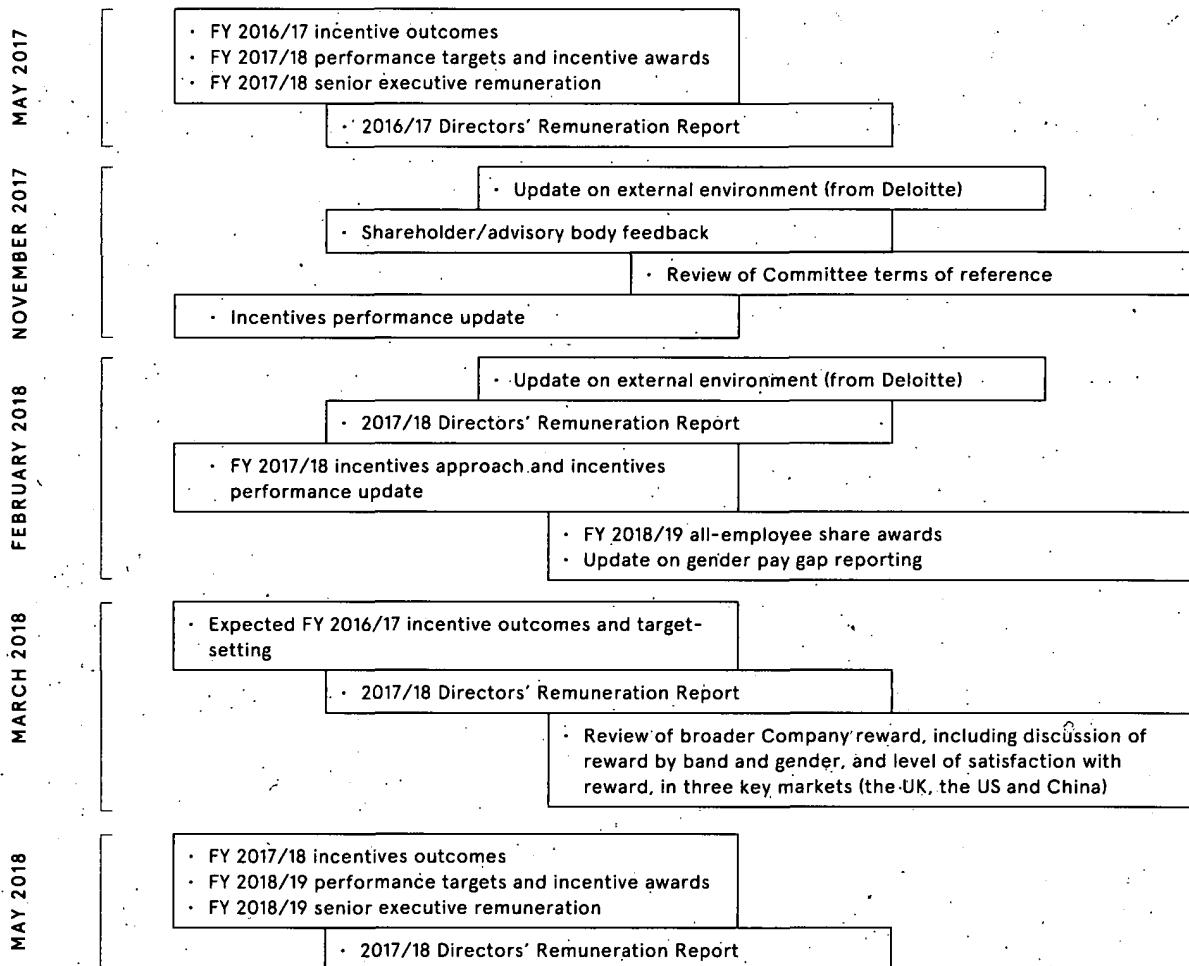 MAY 2017
· FY 2016/17 incentive outcomes
· FY 2017/18 performance targets and incentive awards
· FY 2017/18 senior executive remuneration
· 2016/17 Directors' Remuneration Report
NOVEMBER 2017
· Update on external environment (from Deloitte)
· Shareholder/advisory body feedback
· Review of Committee terms of reference
· Incentives performance update
FEBRUARY 2018
· Update on external environment (from Deloitte)
· 2017/18 Directors' Remuneration Report
· FY 2017/18 incentives approach and incentives
performance update
· FY 2018/19 all-employee share awards
· Update on gender pay gap reporting
MARCH 2018
· Expected FY 2016/17 incentive outcomes and target-
setting
· 2017/18 Directors' Remuneration Report
· Review of broader Company reward, including discussion of
reward by band and gender, and level of satisfaction with
reward, in three key markets (the UK, the US and China)
MAY 2018
· FY 2017/18 incentives outcomes
· FY 2018/19 performance targets and incentive awards
· FY 2018/19 senior executive remuneration
· 2017/18 Directors' Remuneration Report